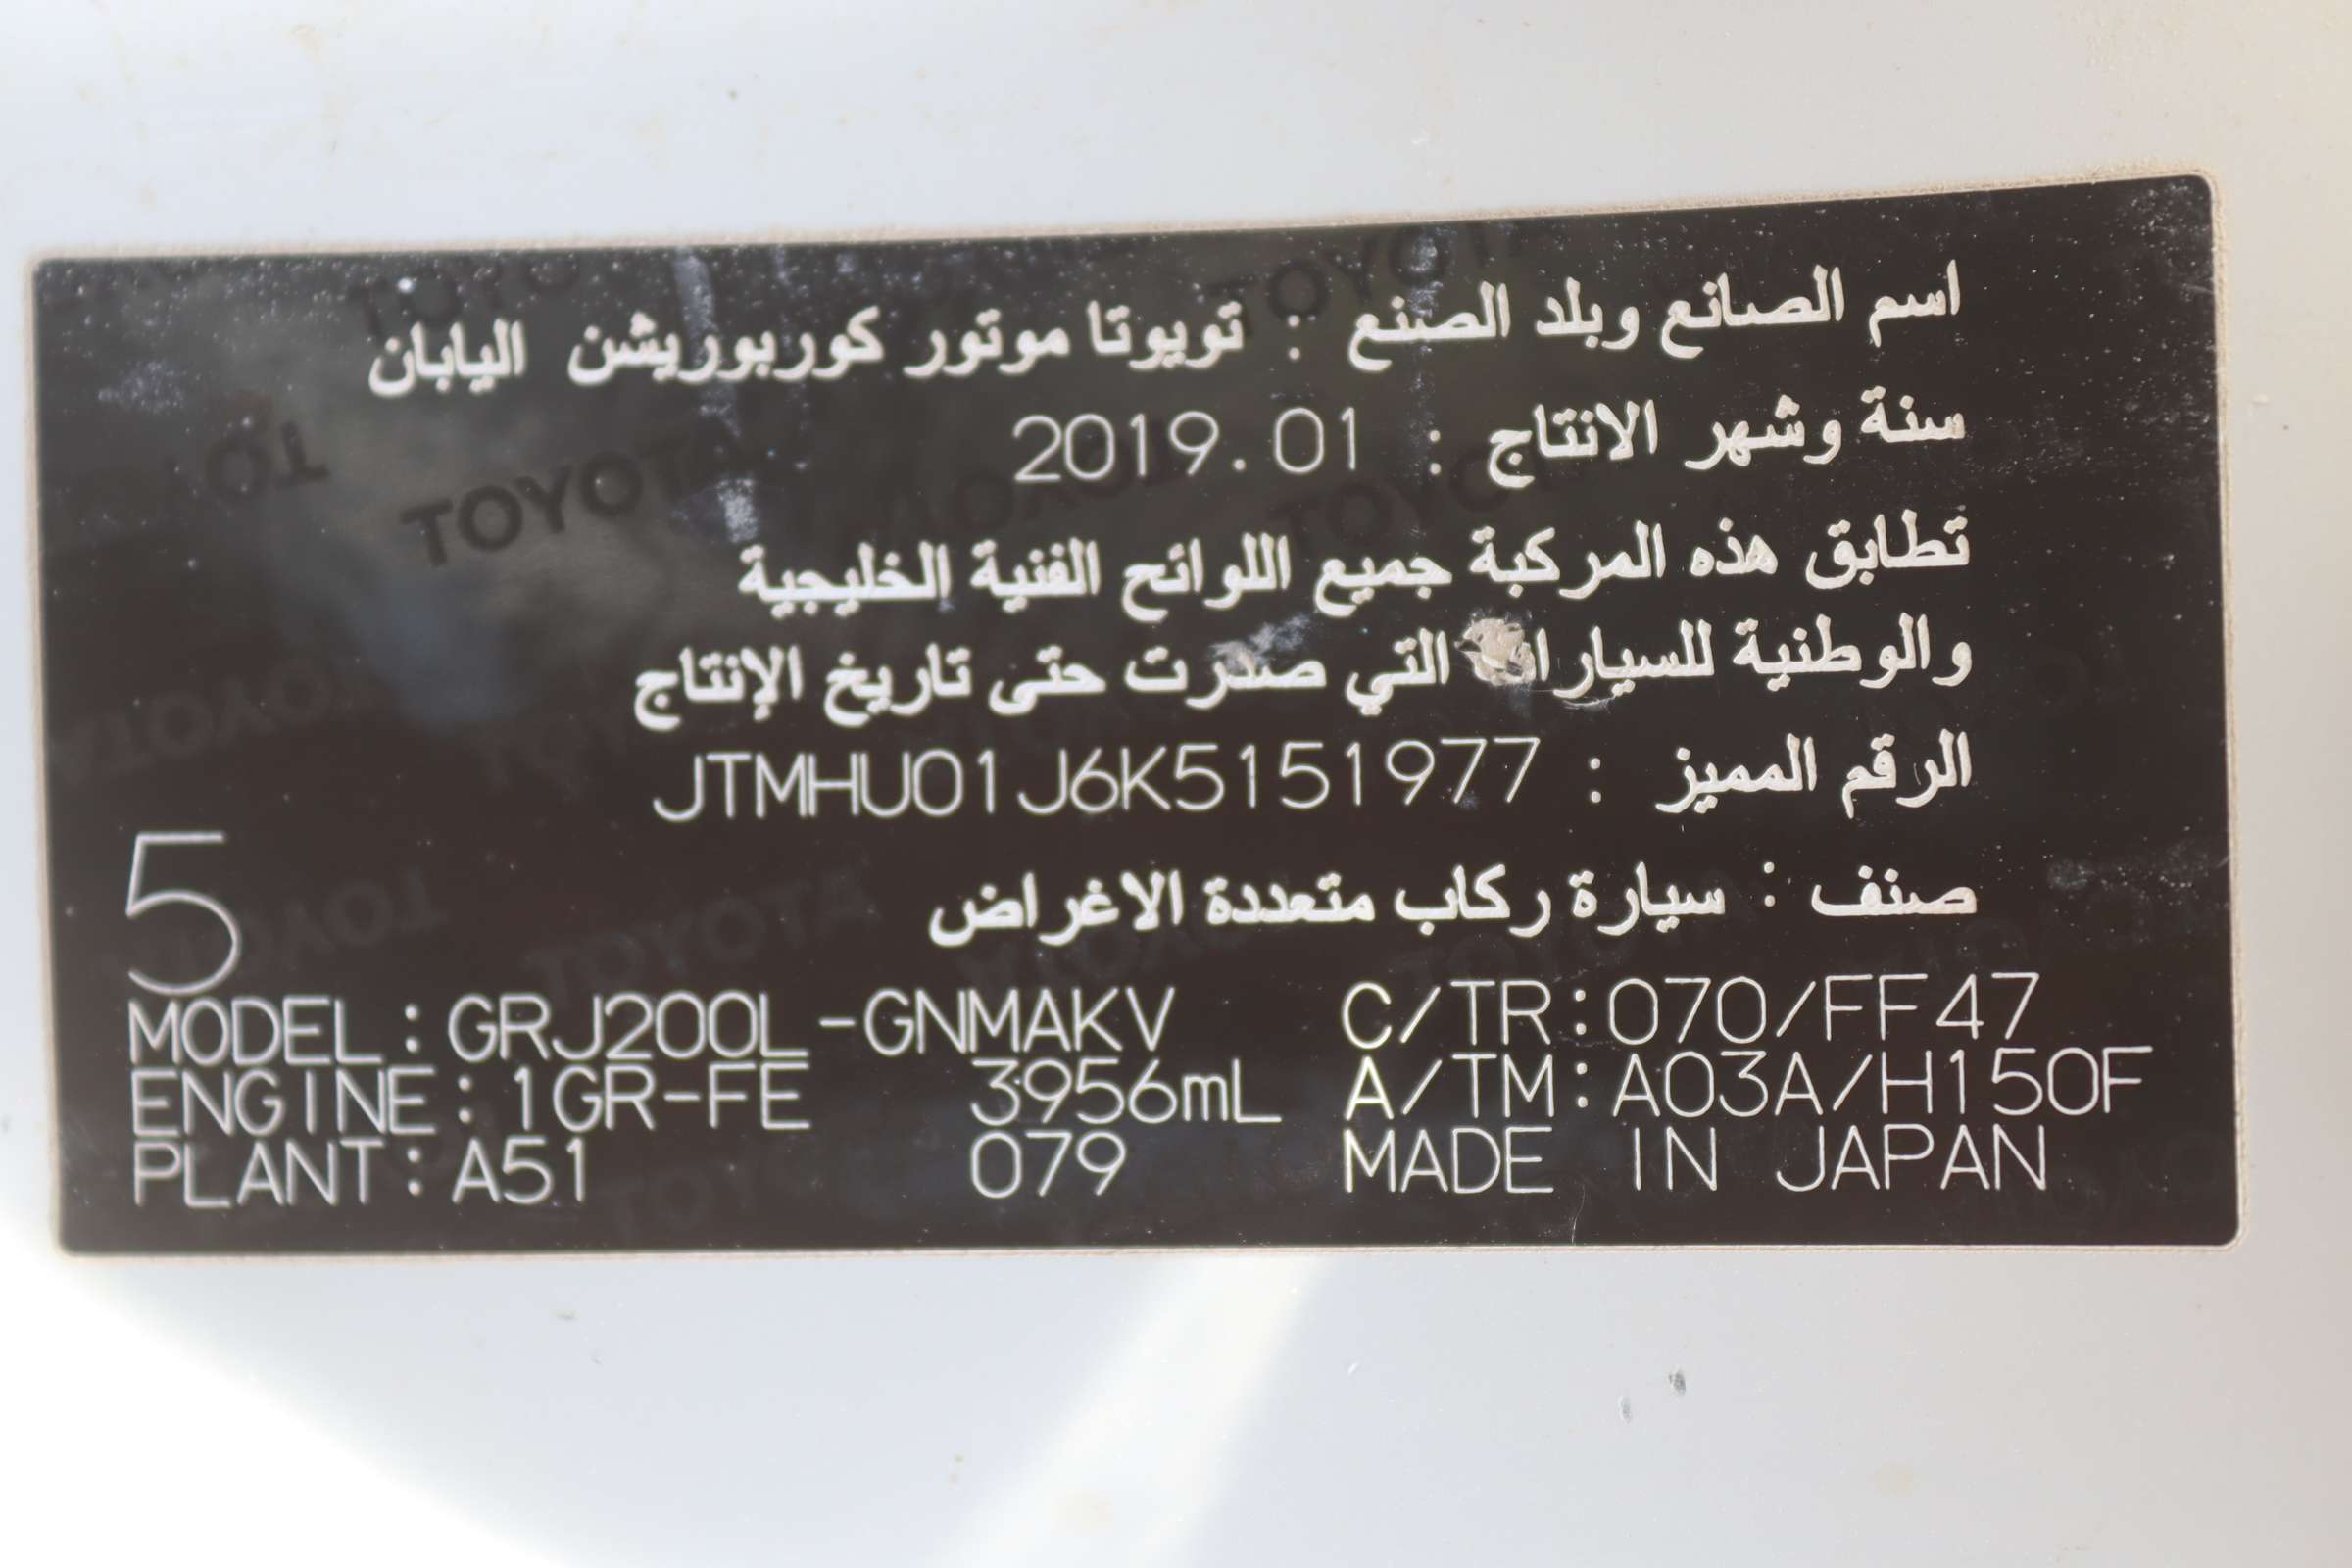 اسم الصانع وبلد الصنع : تويوتا موتور كوربوريشن اليابان
سنة وشهر الانتاج : 2019.01
تطابق هذه المركبة جميع اللوائح الفنية الخليجية
والوطنية للسيارات التي صدرت حتى تاريخ الإنتاج
الرقم المميز : JTMHU01J6K5151977
صنف : سيارة ركاب متعددة الاغراض
5
MODEL : GRJ200L-GNMAKV C/TR:070/FF47
ENGINE : 1GR-FE 3956mL A/TM:A03A/H150F
PLANT : A51 079 MADE IN JAPAN